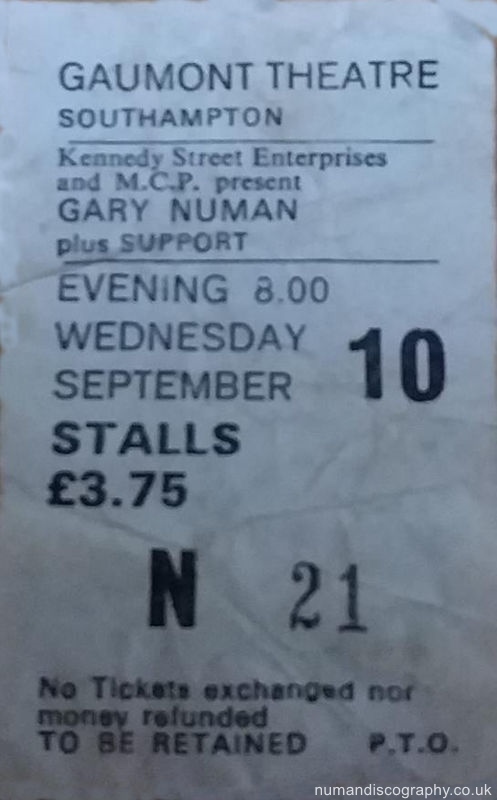 GAUMONT THEATRE
SOUTHAMPTON
Kennedy Street Enterprises
and M.C.P. present
GARY NUMAN
plus SUPPORT
EVENING 8.00
WEDNESDAY
SEPTEMBER 10
STALLS
£3.75
N 21
No Tickets exchanged nor
money refunded
TO BE RETAINED P.T.O.
numandiscography.co.uk